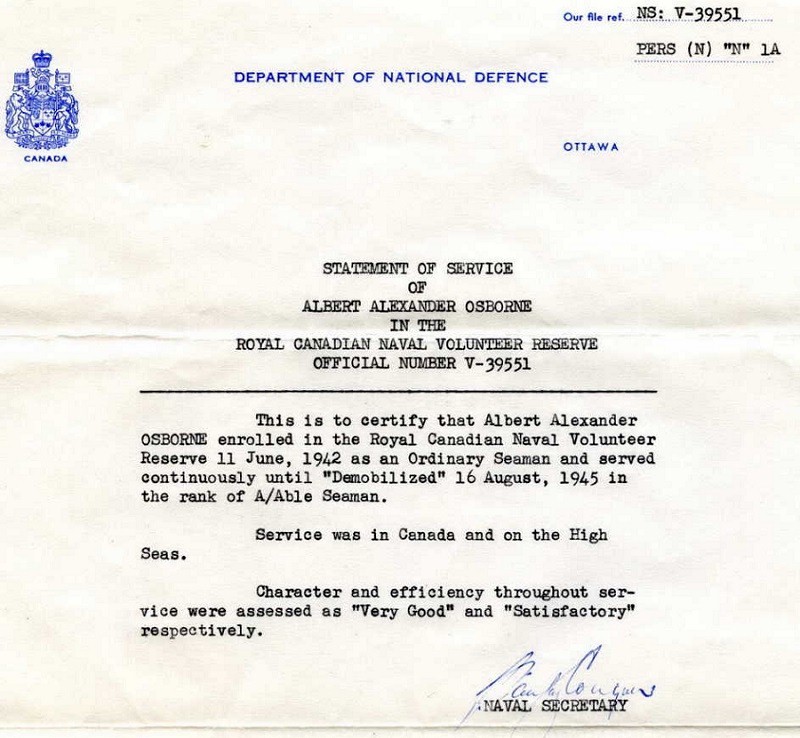 Our file ref. NS: V-39551
PERS (N) "N" 1A
DEPARTMENT OF NATIONAL DEFENCE
CANADA
OTTAWA
STATEMENT OF SERVICE
OF
ALBERT ALEXANDER OSBORNE
IN THE
ROYAL CANADIAN NAVAL VOLUNTEER RESERVE
OFFICIAL NUMBER V-39551
This is to certify that Albert Alexander
OSBORNE enrolled in the Royal Canadian Naval Volunteer
Reserve 11 June, 1942 as an Ordinary Seaman and served
continuously until "Demobilized" 16 August, 1945 in
the rank of A/Able Seaman.
Service was in Canada and on the High
Seas.
Character and efficiency throughout ser-
vice were assessed as "Very Good" and "Satisfactory"
respectively.
NAVAL SECRETARY